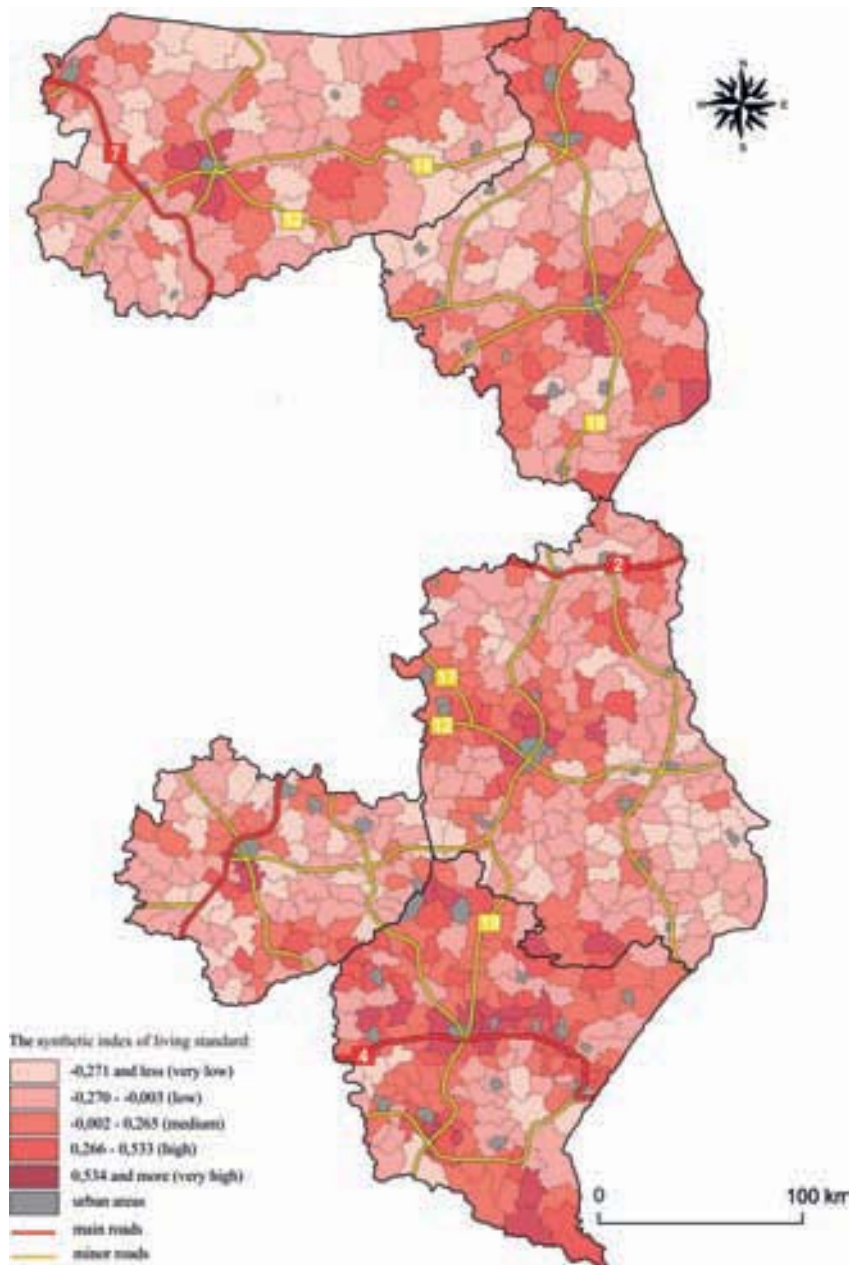 N
E
S
7
2
17
12
4
The synthetic index of living standard:
-0,271 and less (very low)
-0,270 - -0,003 (low)
-0,002 - 0,265 (medium)
0,266 - 0,533 (high)
0,534 and more (very high)
urban areas
main roads
minor roads
0 100 km